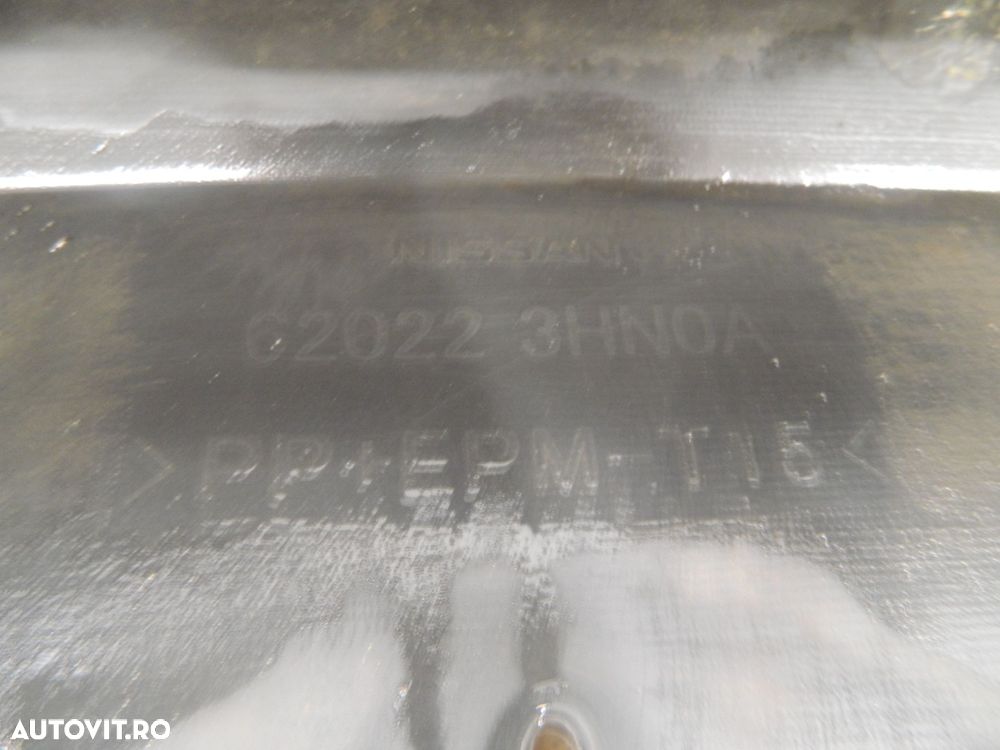 NISSAN
62022 3HN0A
>PP+EPM-T15<
AUTOVIT.RO